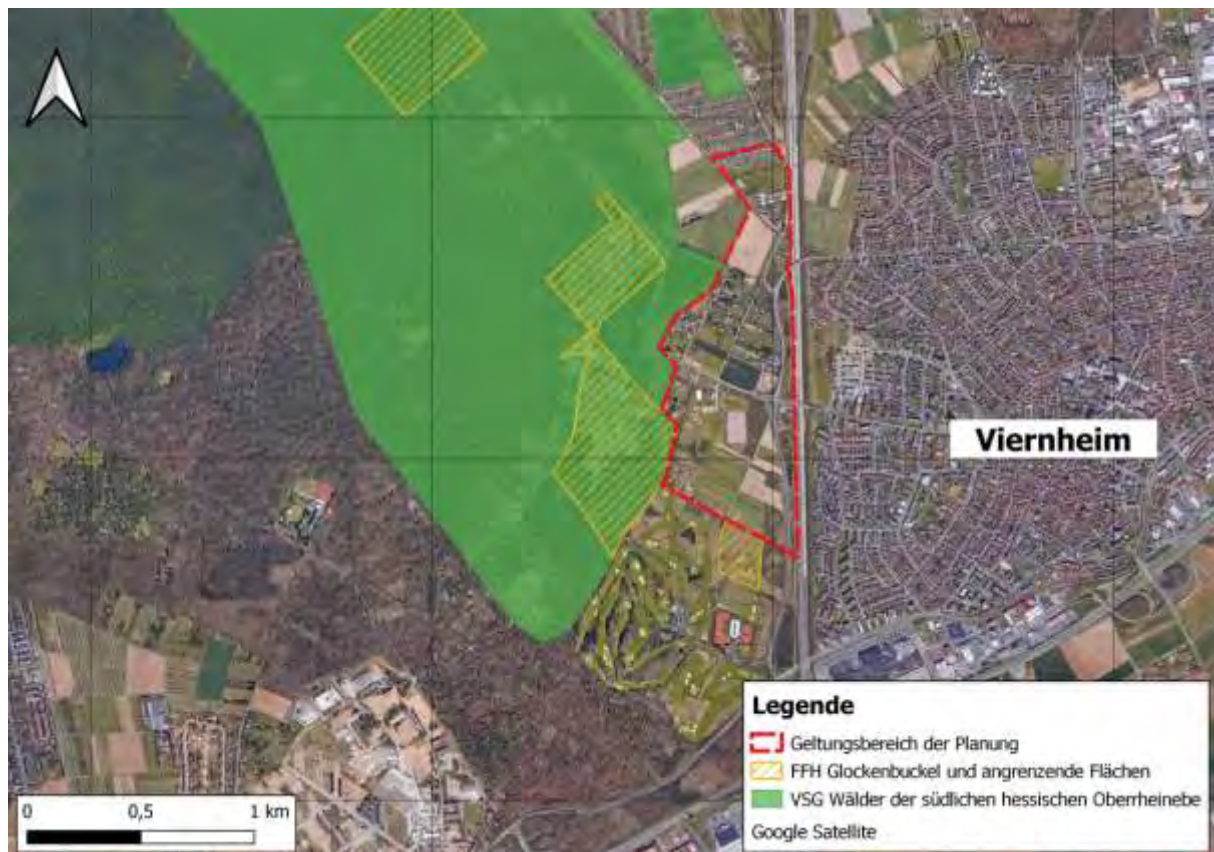 Viernheim
Legende
Geltungsbereich der Planung
FFH Glockenbuckel und angrenzende Flächen
VSG Wälder der südlichen hessischen Oberrheinebe
Google Satellite
0 0,5 1 km